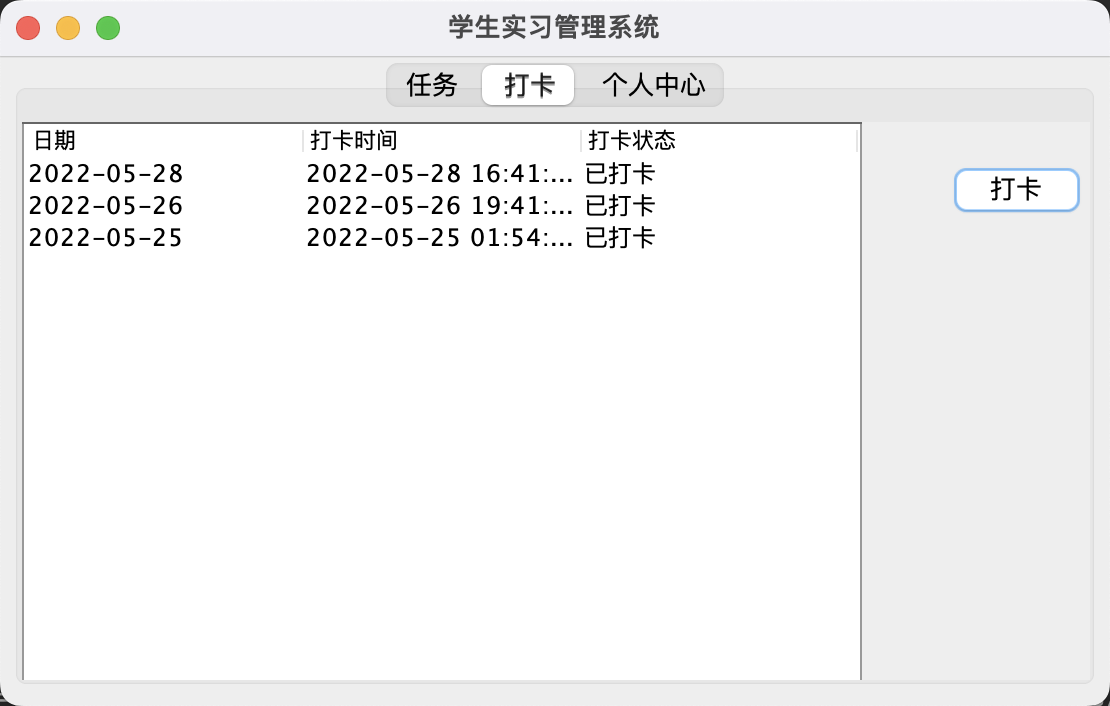 学生实习管理系统
任务 打卡 个人中心
日期 打卡时间 打卡状态
2022-05-28 2022-05-28 16:41:... 已打卡
打卡
2022-05-26 2022-05-26 19:41:... 已打卡
2022-05-25 2022-05-25 01:54:... 已打卡